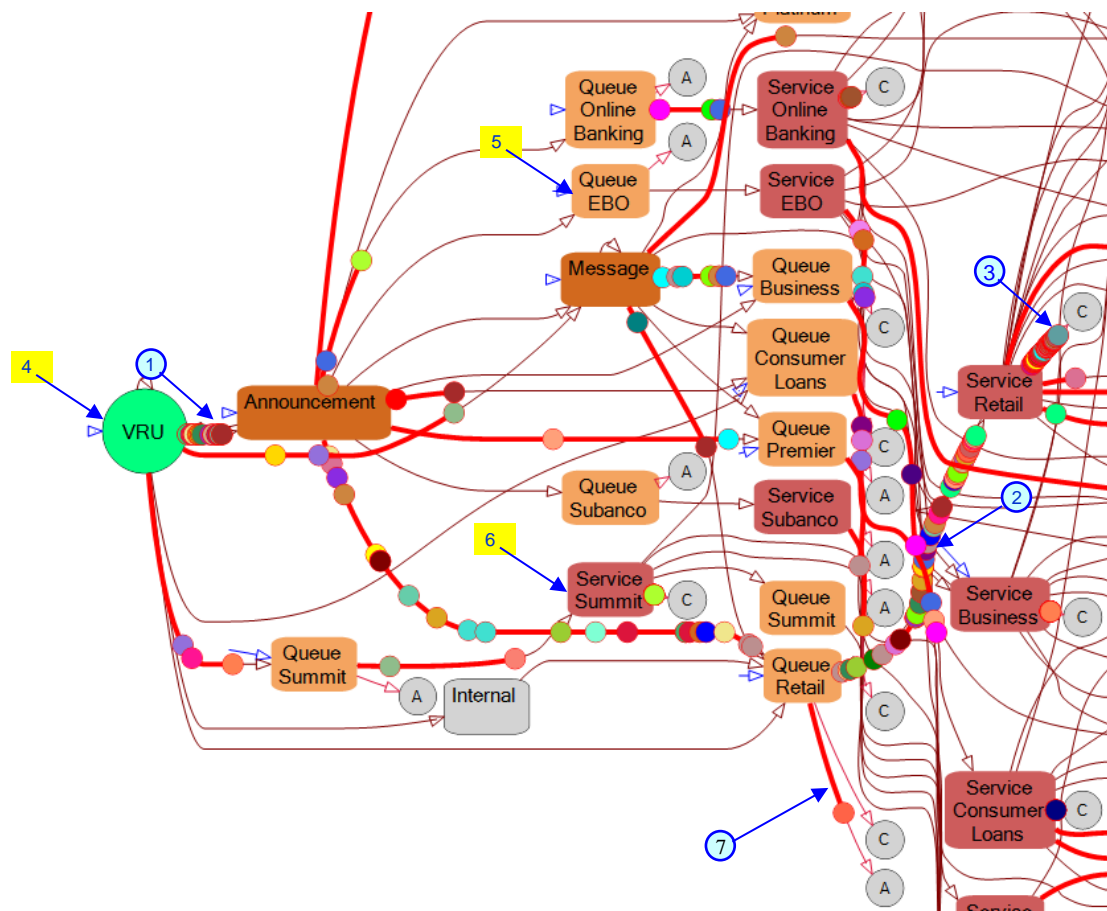 Platinum
Queue
Online
Banking
A
Service
Online
Banking
C
5
A
Queue
EBO
Service
EBO
Message
Queue
Business
3
C
C
Queue
Consumer
Loans
4
1
Service
Retail
VRU
Announcement
Queue
Premier
C
A
Queue
Subanco
A
Service
Subanco
2
6
A
Service
Summit
C
Queue
Summit
A
Service
Business
C
Queue
Summit
A
Internal
Queue
Retail
C
Service
Consumer
Loans
C
7
C
A
Service